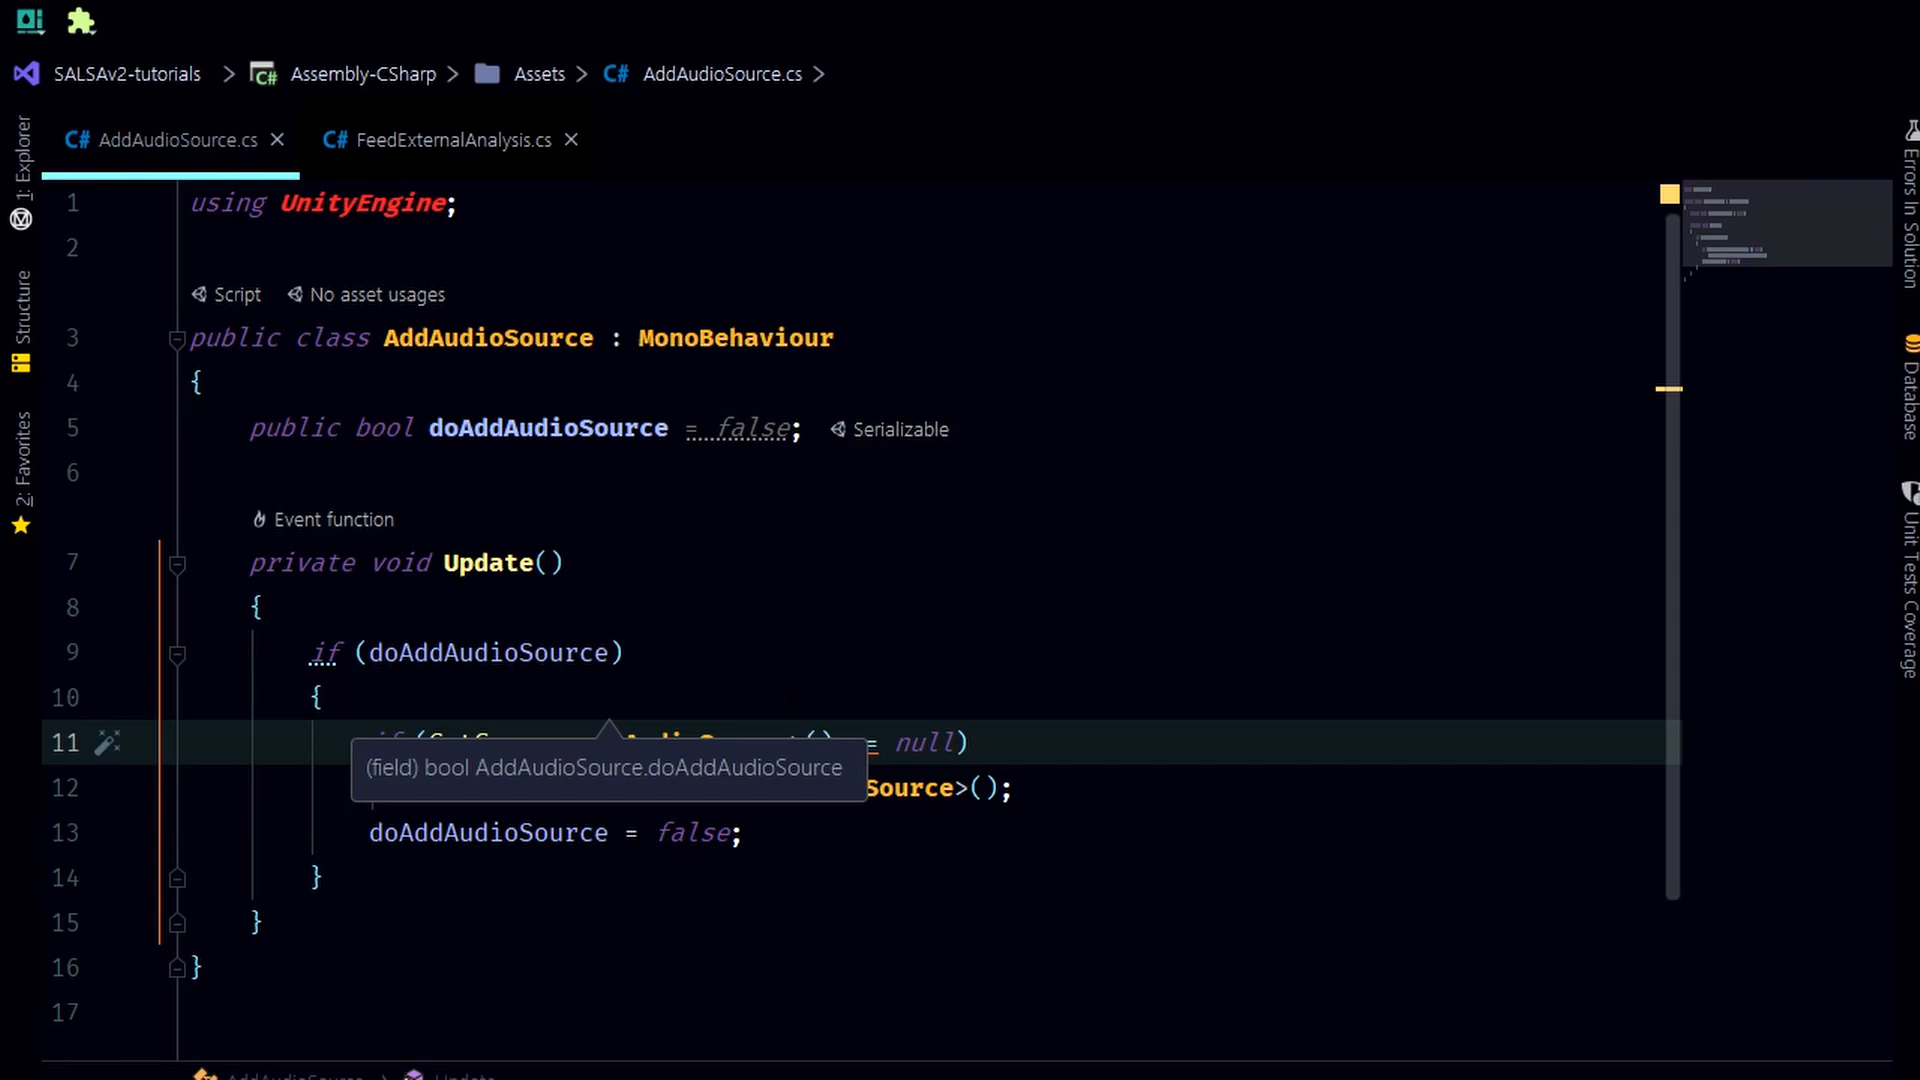 SALSAv2-tutorials > C# Assembly-CSharp > Assets > C# AddAudioSource.cs >
C# AddAudioSource.cs × C# FeedExternalAnalysis.cs ×
1: Explorer
Structure
2: Favorites
1 using UnityEngine;
2
Script No asset usages
3 public class AddAudioSource : MonoBehaviour
4 {
5 public bool doAddAudioSource = false; Serializable
6
Event function
7 private void Update()
8 {
9 if (doAddAudioSource)
10 {
11 null)
(field) bool AddAudioSource.doAddAudioSource
12 Source>();
13 doAddAudioSource = false;
14 }
15 }
16 }
17
Errors In Solution
Database
Unit Tests Coverage